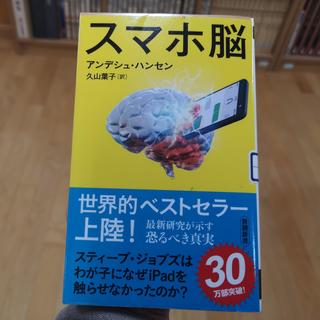 スマホ脳
アンデシュ・ハンセン
久山葉子[訳]
世界的ベストセラー
上陸！
最新研究が示す
恐るべき真実
スティーブ・ジョブズは
わが子になぜiPadを
触らせなかったのか？
30
万部突破！
新潮新書